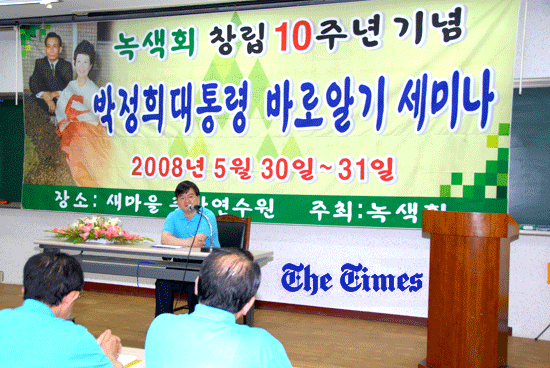 녹색회 창립 10주년 기념
박정희대통령 바로알기 세미나
2008년 5월 30일~31일
장소: 새마을 연수원 주최:녹색회
The Times